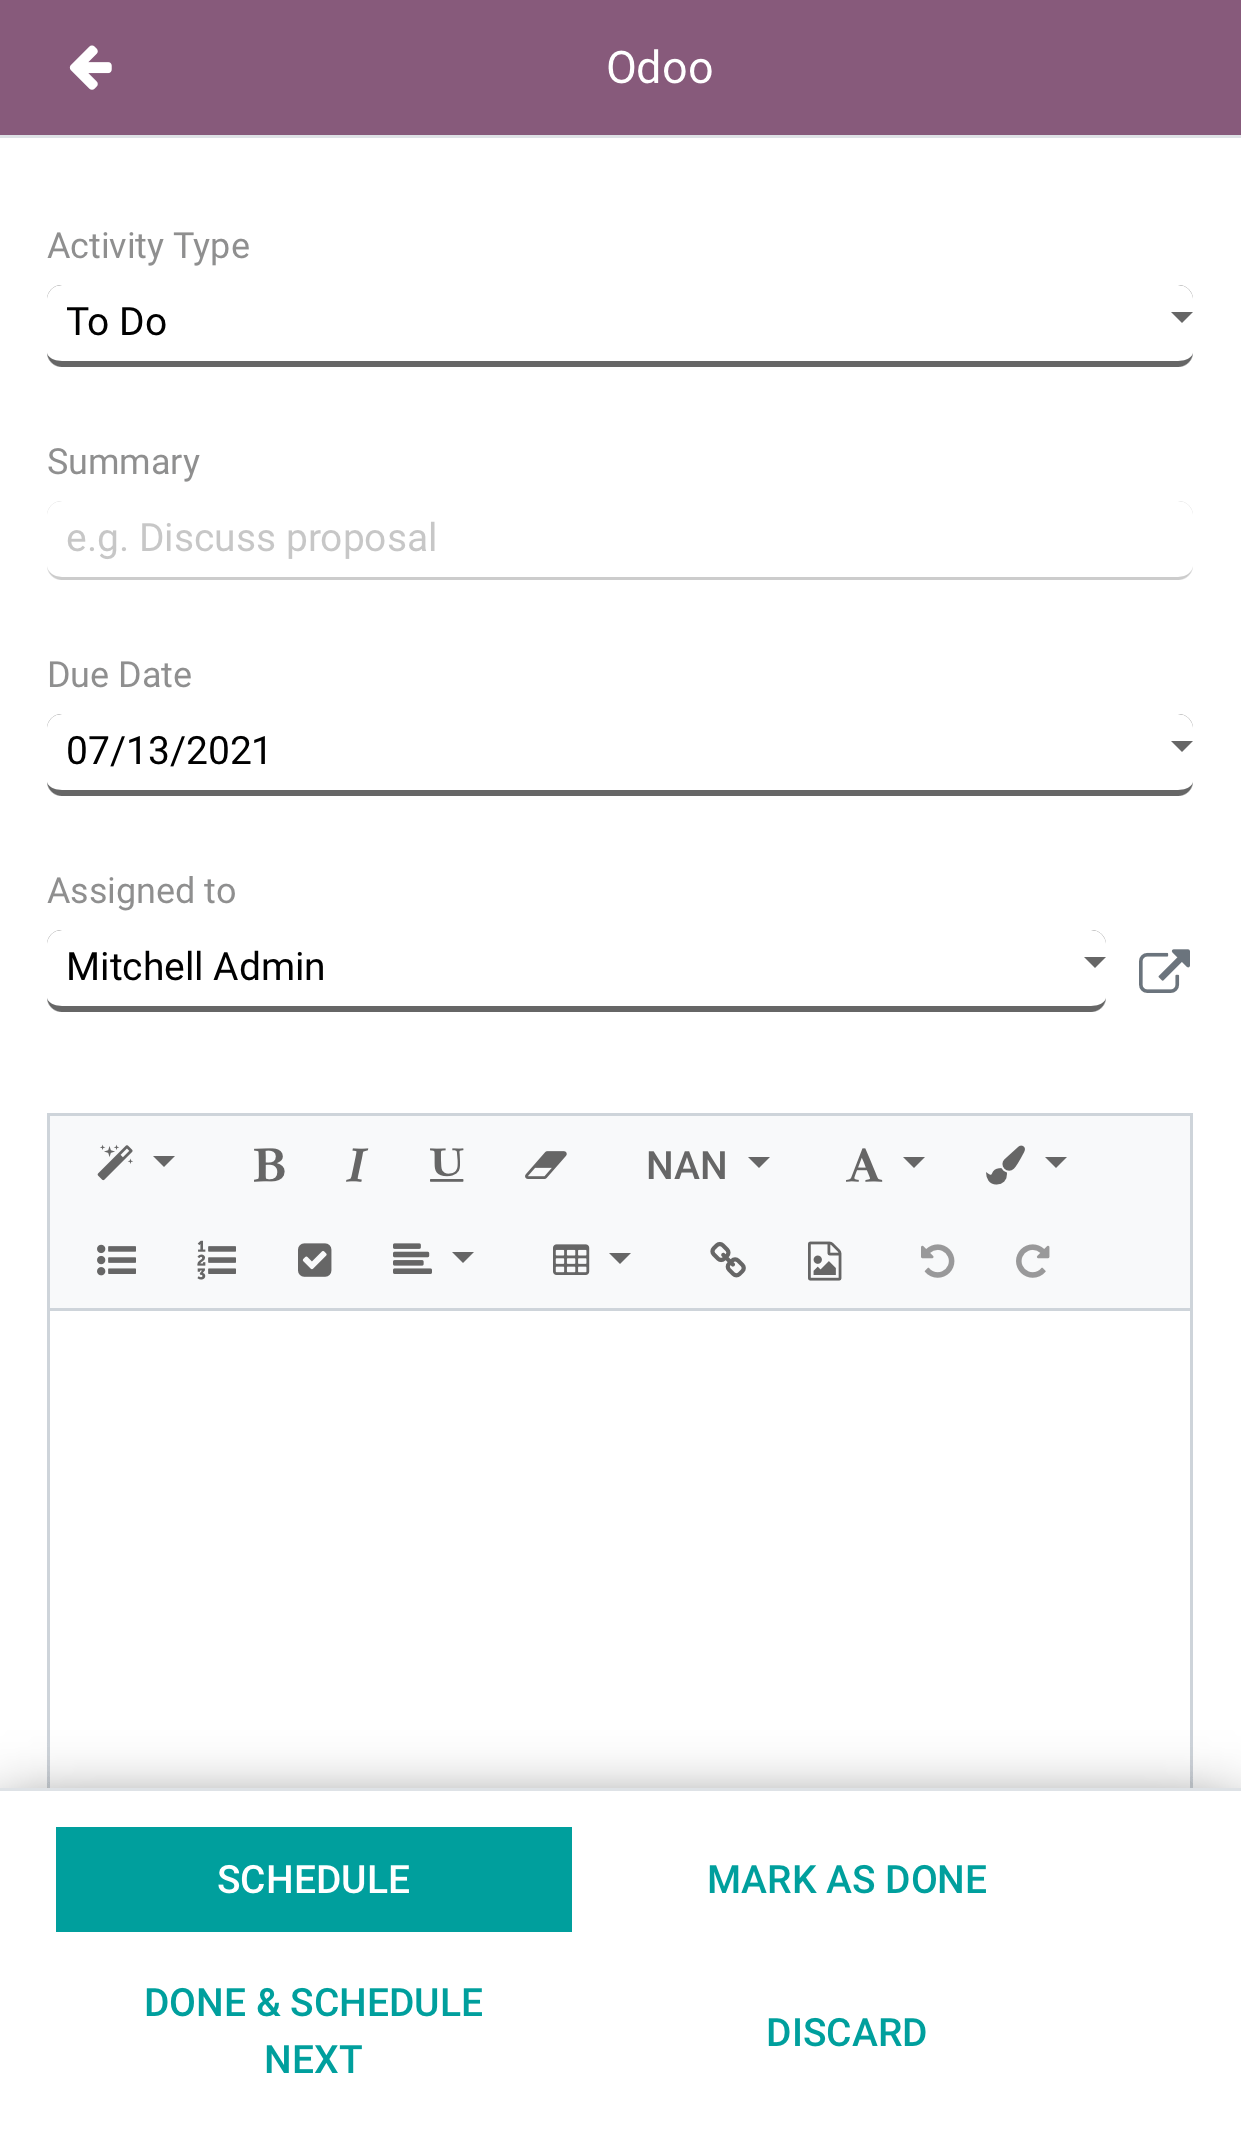 Odoo
Activity Type
To Do
Summary
e.g. Discuss proposal
Due Date
07/13/2021
Assigned to
Mitchell Admin
B I U NAN A
SCHEDULE
MARK AS DONE
DONE & SCHEDULE
NEXT
DISCARD